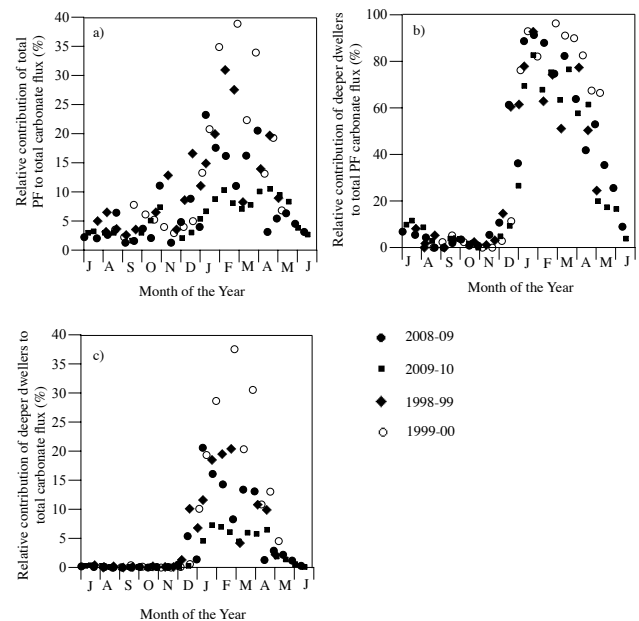 a)
Relative contribution of total
PF to total carbonate flux (%)
40
35
30
25
20
15
10
5
0
J A S O N D J F M A M J
Month of the Year
b)
Relative contribution of deeper dwellers
to total PF carbonate flux (%)
100
80
60
40
20
0
J A S O N D J F M A M J
Month of the Year
c)
Relative contribution of deeper dwellers to
total carbonate flux (%)
40
35
30
25
20
15
10
5
0
J A S O N D J F M A M J
Month of the Year
2008-09
2009-10
1998-99
1999-00